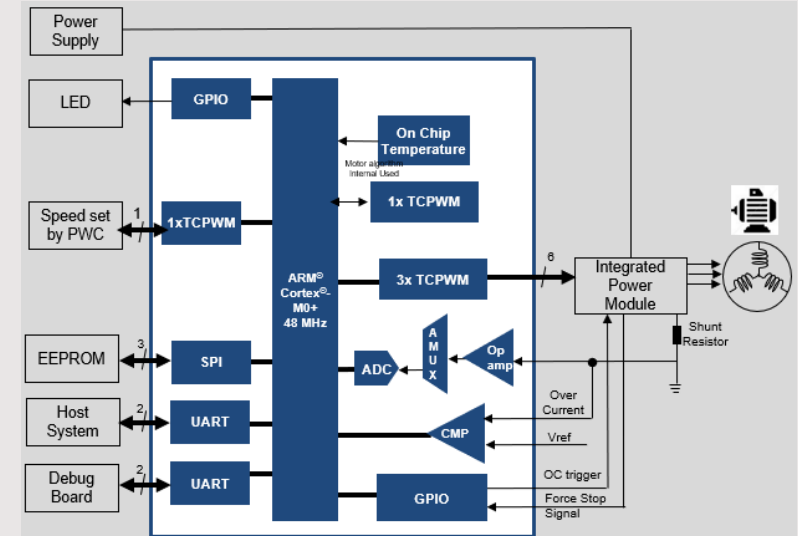 Power
Supply
LED
GPIO
On Chip
Temperature
Motor algorithm
Internal Used
Speed set
by PWC
1
1xTCPWM
1x TCPWM
ARM©
Cortex©-
M0+
48 MHz
3x TCPWM
6
Integrated
Power
Module
Shunt
Resistor
EEPROM
3
SPI
ADC
A
M
U
X
Op
amp
Over
Current
Host
System
2
UART
CMP
Vref
Debug
Board
2
UART
GPIO
OC trigger
Force Stop
Signal